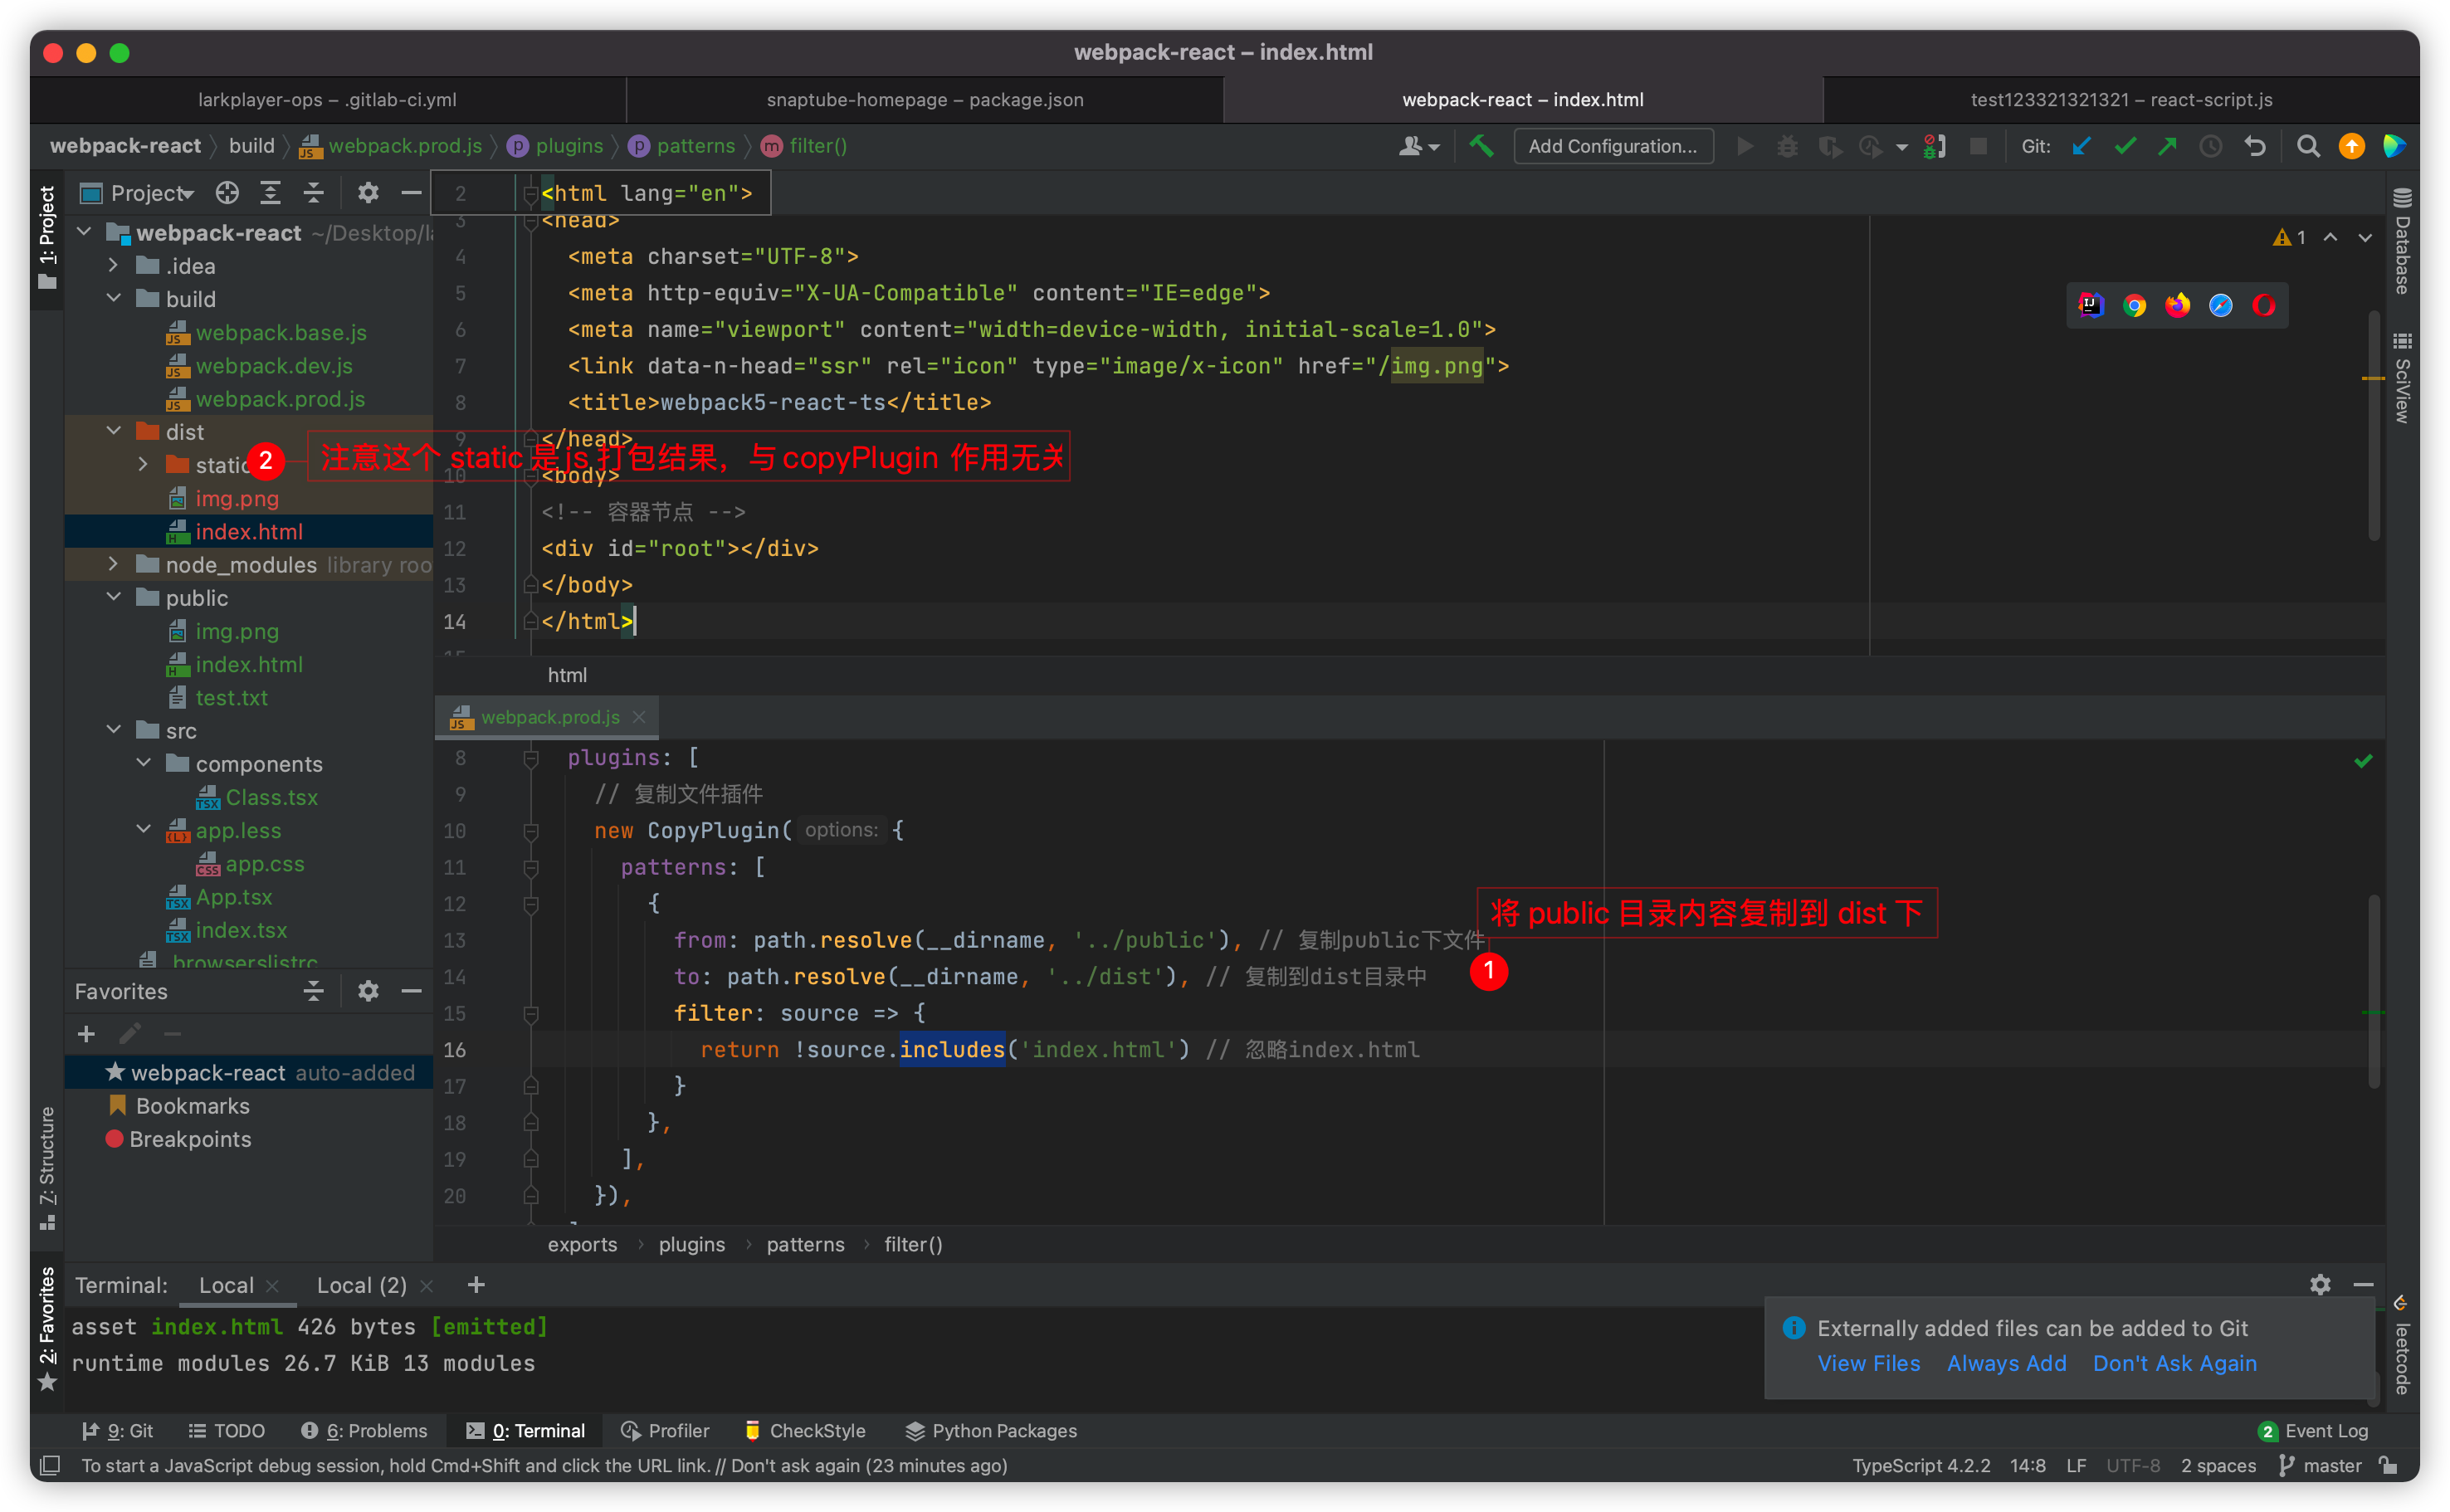 webpack-react – index.html
larkplayer-ops – .gitlab-ci.yml
snaptube-homepage – package.json
webpack-react – index.html
test123321321321 – react-script.js
webpack-react build webpack.prod.js plugins patterns filter()
Add Configuration...
Git:
1: Project
Project
webpack-react ~/Desktop/
.idea
build
webpack.base.js
webpack.dev.js
webpack.prod.js
dist
static
img.png
index.html
node_modules library roo
public
img.png
index.html
test.txt
src
components
Class.tsx
app.less
app.css
App.tsx
index.tsx
.browserslistrc
2 <html lang="en">
3 <head>
4 <meta charset="UTF-8">
5 <meta http-equiv="X-UA-Compatible" content="IE=edge">
6 <meta name="viewport" content="width=device-width, initial-scale=1.0">
7 <link data-n-head="ssr" rel="icon" type="image/x-icon" href="/img.png">
8 <title>webpack5-react-ts</title>
9 </head>
2 注意这个 static 是 js 打包结果，与 copyPlugin 作用无关
10 <body>
11 <!-- 容器节点 -->
12 <div id="root"></div>
13 </body>
14 </html>
15
1
html
webpack.prod.js
8 plugins: [
9 // 复制文件插件
10 new CopyPlugin( options: {
11 patterns: [
12 {
将 public 目录内容复制到 dist 下
13 from: path.resolve(__dirname, '../public'), // 复制public下文件
14 to: path.resolve(__dirname, '../dist'), // 复制到dist目录中
1
15 filter: source => {
16 return !source.includes('index.html') // 忽略index.html
17 }
18 },
19 ],
20 }),
exports plugins patterns filter()
Favorites
webpack-react auto-added
Bookmarks
Breakpoints
7: Structure
2: Favorites
Database
SciView
leetcode
Terminal: Local Local (2)
asset index.html 426 bytes [emitted]
runtime modules 26.7 KiB 13 modules
Externally added files can be added to Git
View Files Always Add Don't Ask Again
9: Git TODO 6: Problems 0: Terminal Profiler CheckStyle Python Packages
2 Event Log
To start a JavaScript debug session, hold Cmd+Shift and click the URL link. // Don't ask again (23 minutes ago)
TypeScript 4.2.2 14:8 LF UTF-8 2 spaces master